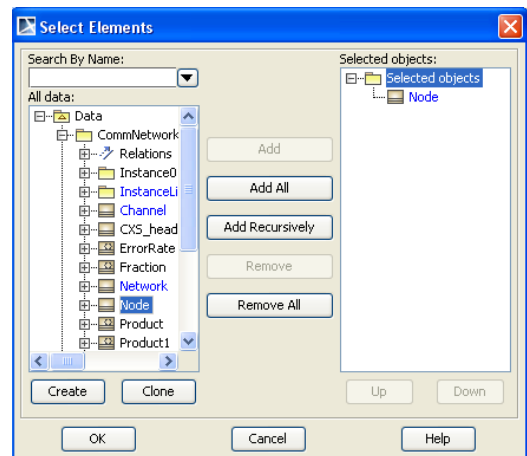 Select Elements
Search By Name:
All data:
Data
CommNetwork
Relations
Instance0
InstanceLi
Channel
CXS_head
ErrorRate
Fraction
Network
Node
Product
Product1
Create
Clone
Add
Add All
Add Recursively
Remove
Remove All
Selected objects:
Selected objects
Node
Up
Down
OK
Cancel
Help